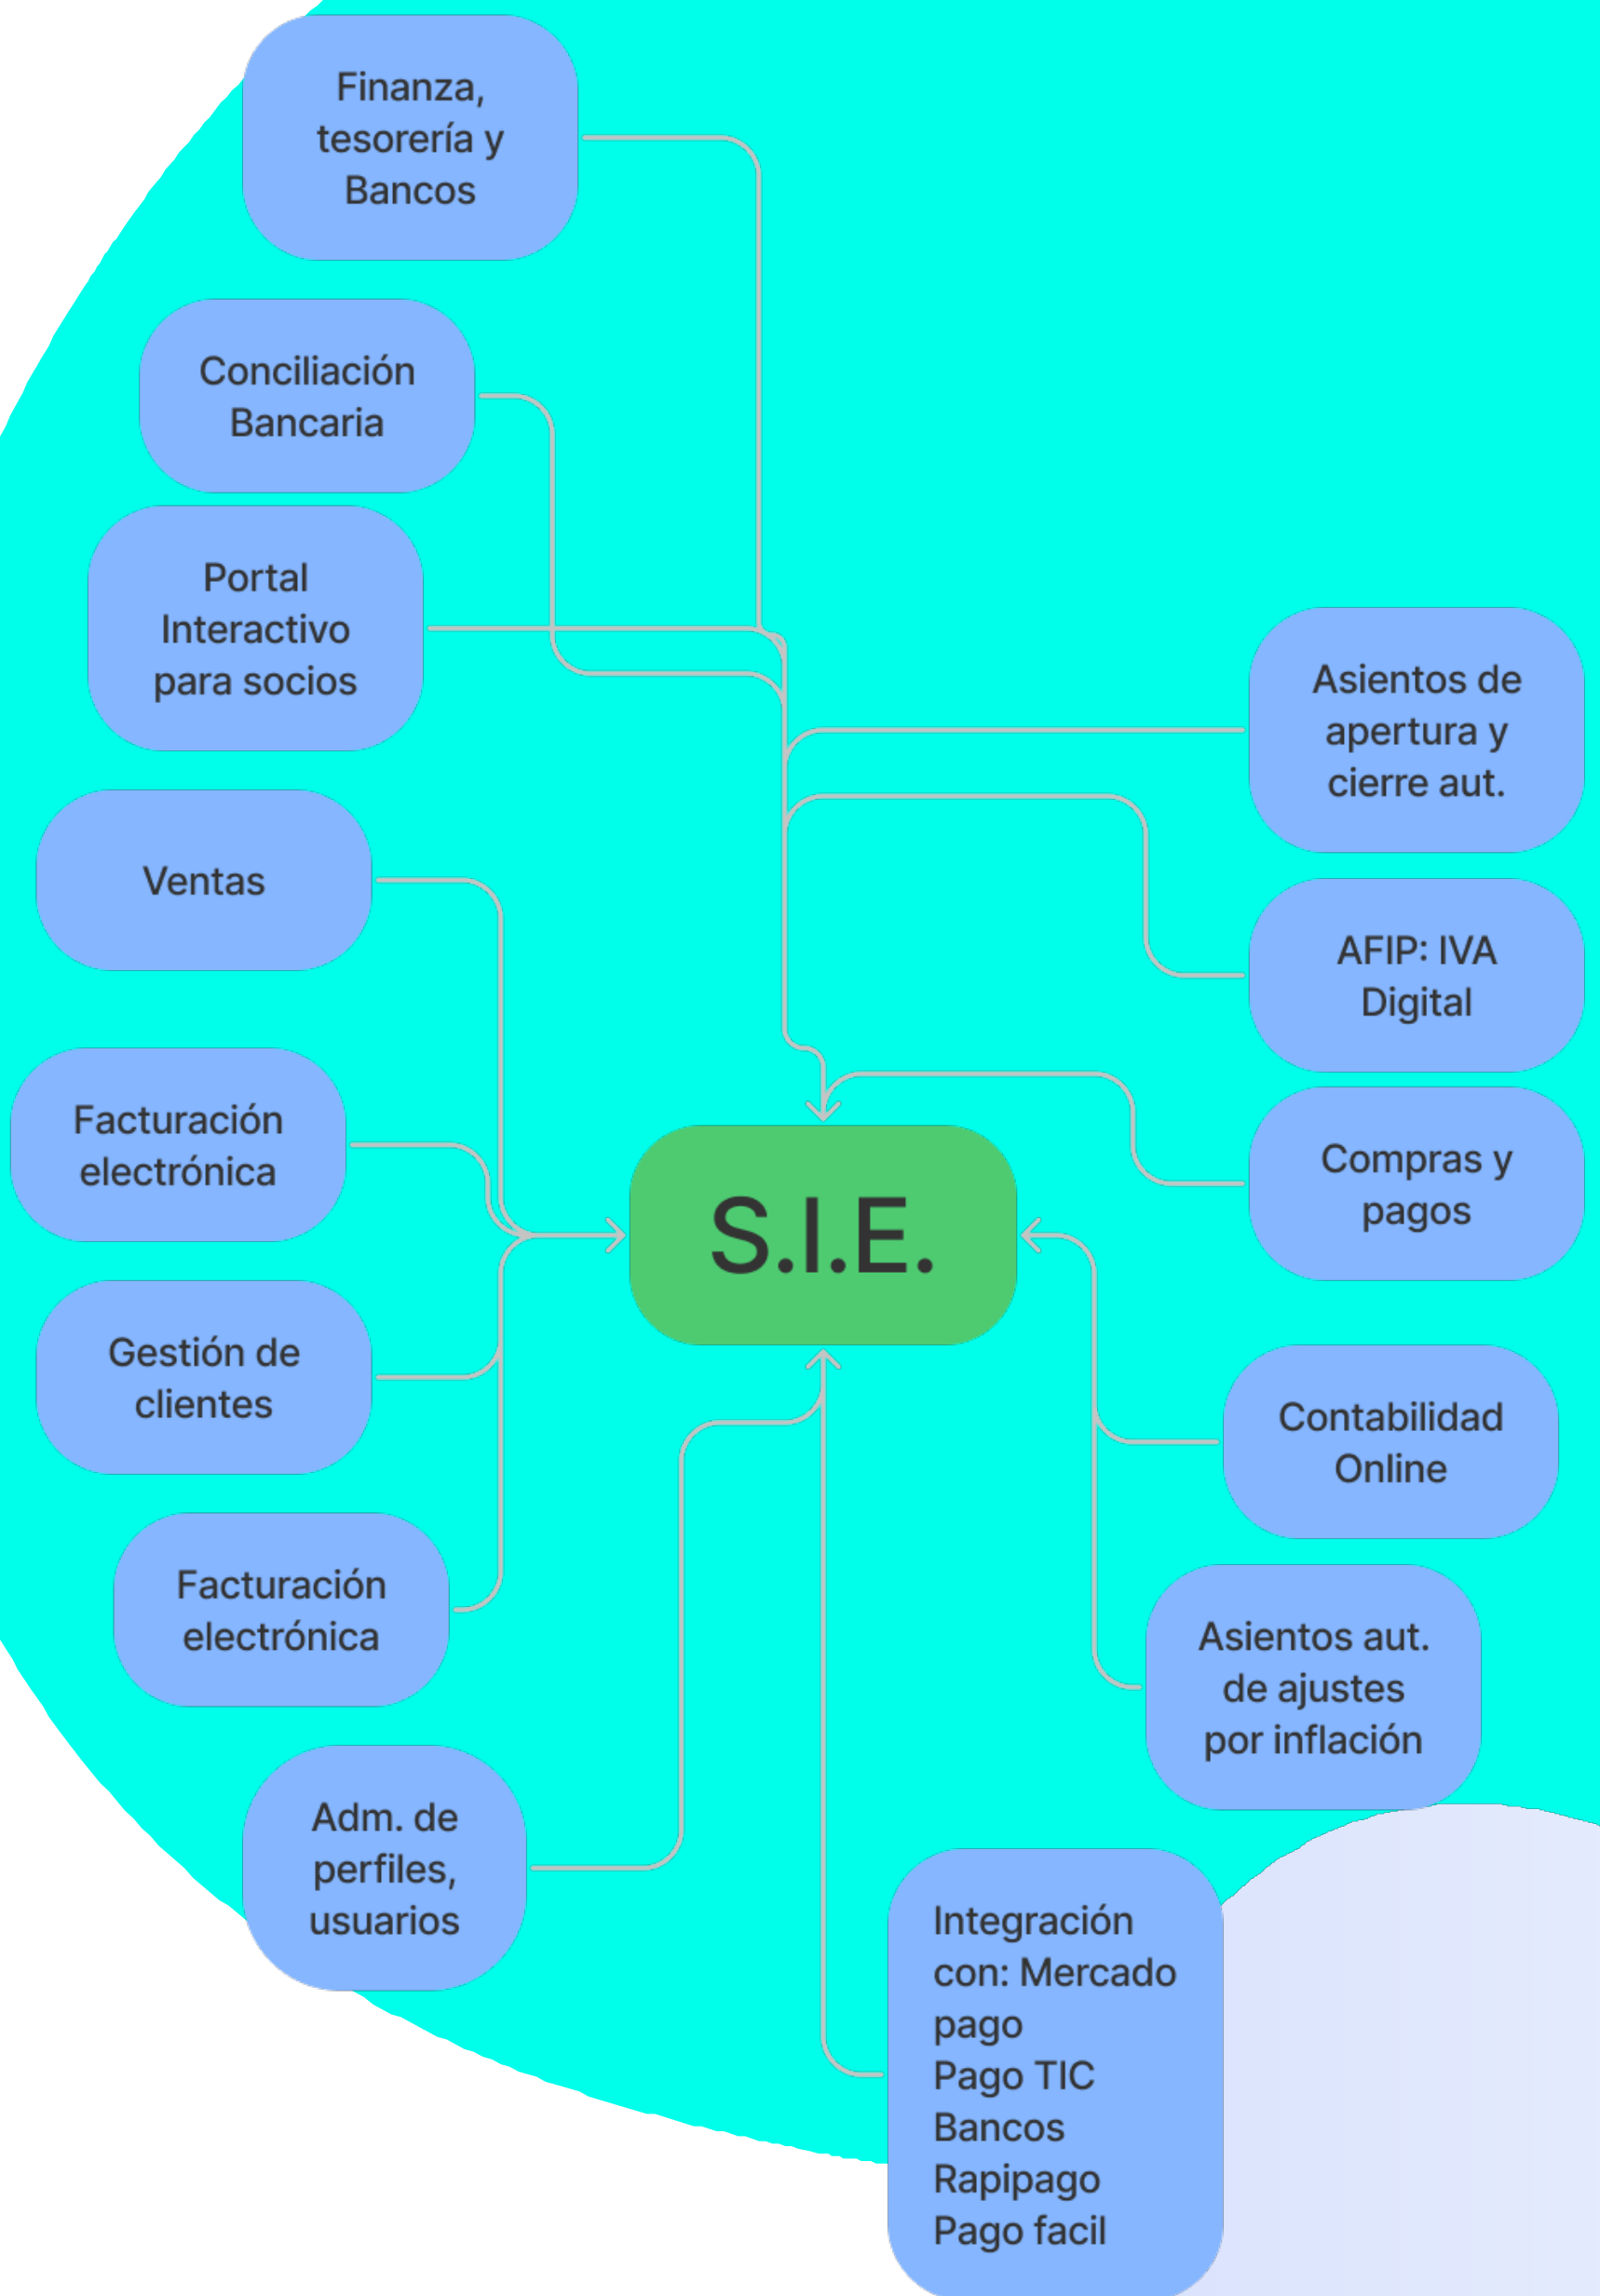 Finanza,
tesorería y
Bancos
Conciliación
Bancaria
Portal
Interactivo
para socios
Ventas
Facturación
electrónica
Gestión de
clientes
Facturación
electrónica
Adm. de
perfiles,
usuarios
S.I.E.
Asientos de
apertura y
cierre aut.
AFIP: IVA
Digital
Compras y
pagos
Contabilidad
Online
Asientos aut.
de ajustes
por inflación
Integración
con: Mercado
pago
Pago TIC
Bancos
Rapipago
Pago facil